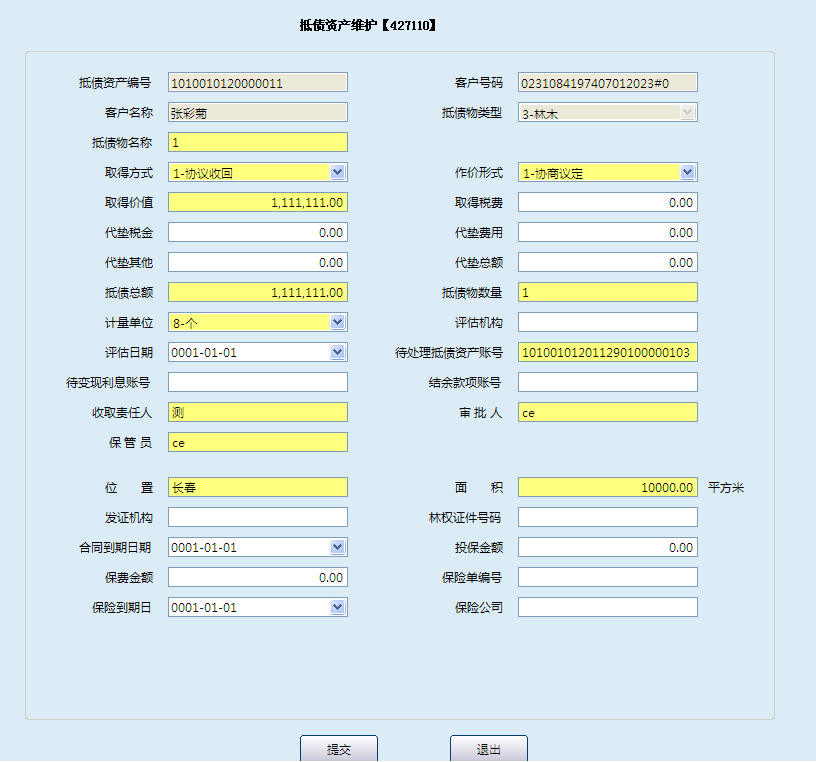 抵债资产维护【427110】
抵债资产编号 1010010120000011 客户号码 0231084197407012023#0
客户名称 张彩菊 抵债物类型 3-林木
抵债物名称 1
取得方式 1-协议收回 作价形式 1-协商议定
取得价值 1,111,111.00 取得税费 0.00
代垫税金 0.00 代垫费用 0.00
代垫其他 0.00 代垫总额 0.00
抵债总额 1,111,111.00 抵债物数量 1
计量单位 8-个 评估机构
评估日期 0001-01-01 待处理抵债资产账号 101001012011290100000103
待变现利息账号 结余款项账号
收取责任人 测 审 批 人 ce
保 管 员 ce
位 置 长春 面 积 10000.00 平方米
发证机构 林权证件号码
合同到期日期 0001-01-01 投保金额 0.00
保费金额 0.00 保险单编号
保险到期日 0001-01-01 保险公司
提交 退出